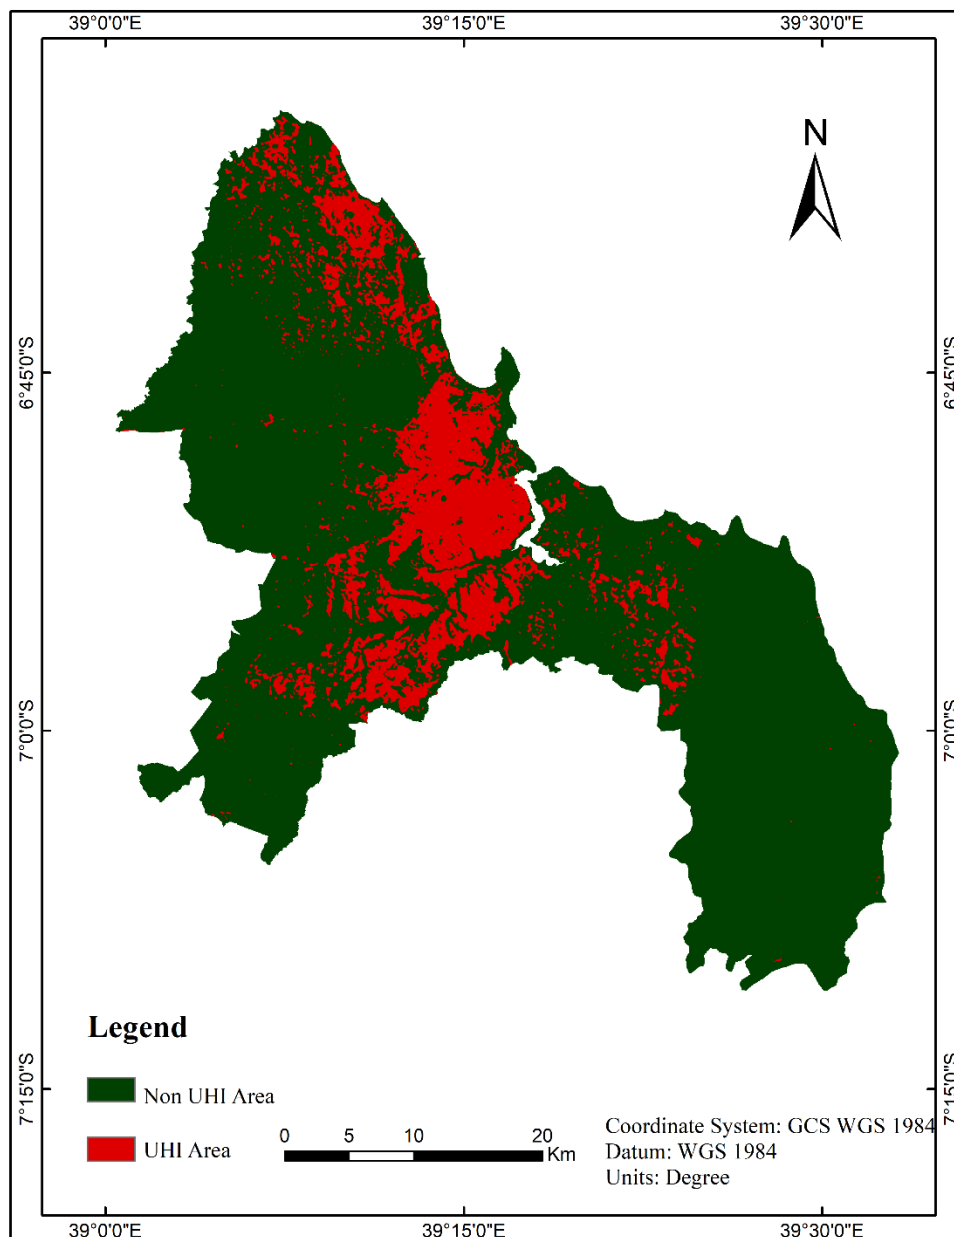 39°0'0"E 39°15'0"E 39°30'0"E
N
6°45'0"S 6°45'0"S
7°0'0"S 7°0'0"S
Legend
Non UHI Area
UHI Area
7°15'0"S 7°15'0"S
0 5 10 20
Km
Coordinate System: GCS WGS 1984
Datum: WGS 1984
Units: Degree
39°0'0"E 39°15'0"E 39°30'0"E